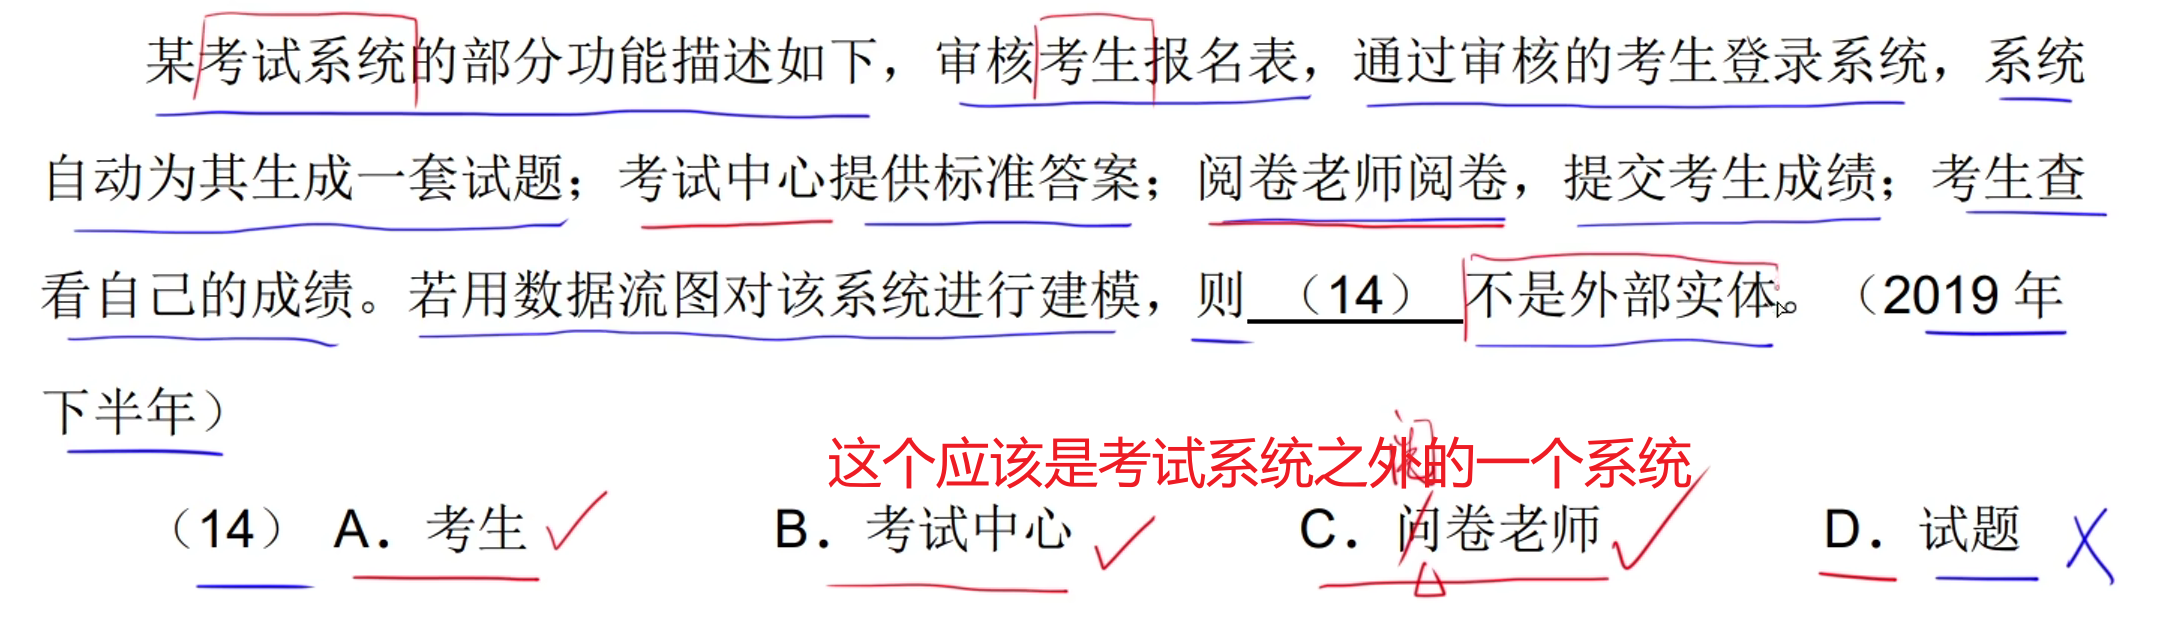 某考试系统的部分功能描述如下，审核考生报名表，通过审核的考生登录系统，系统
自动为其生成一套试题；考试中心提供标准答案；阅卷老师阅卷，提交考生成绩；考生查
看自己的成绩。若用数据流图对该系统进行建模，则（14）不是外部实体。（2019年
下半年）
这个应该是考试系统之外的一个系统
阅
（14） A．考生 B．考试中心 C．问卷老师 D．试题